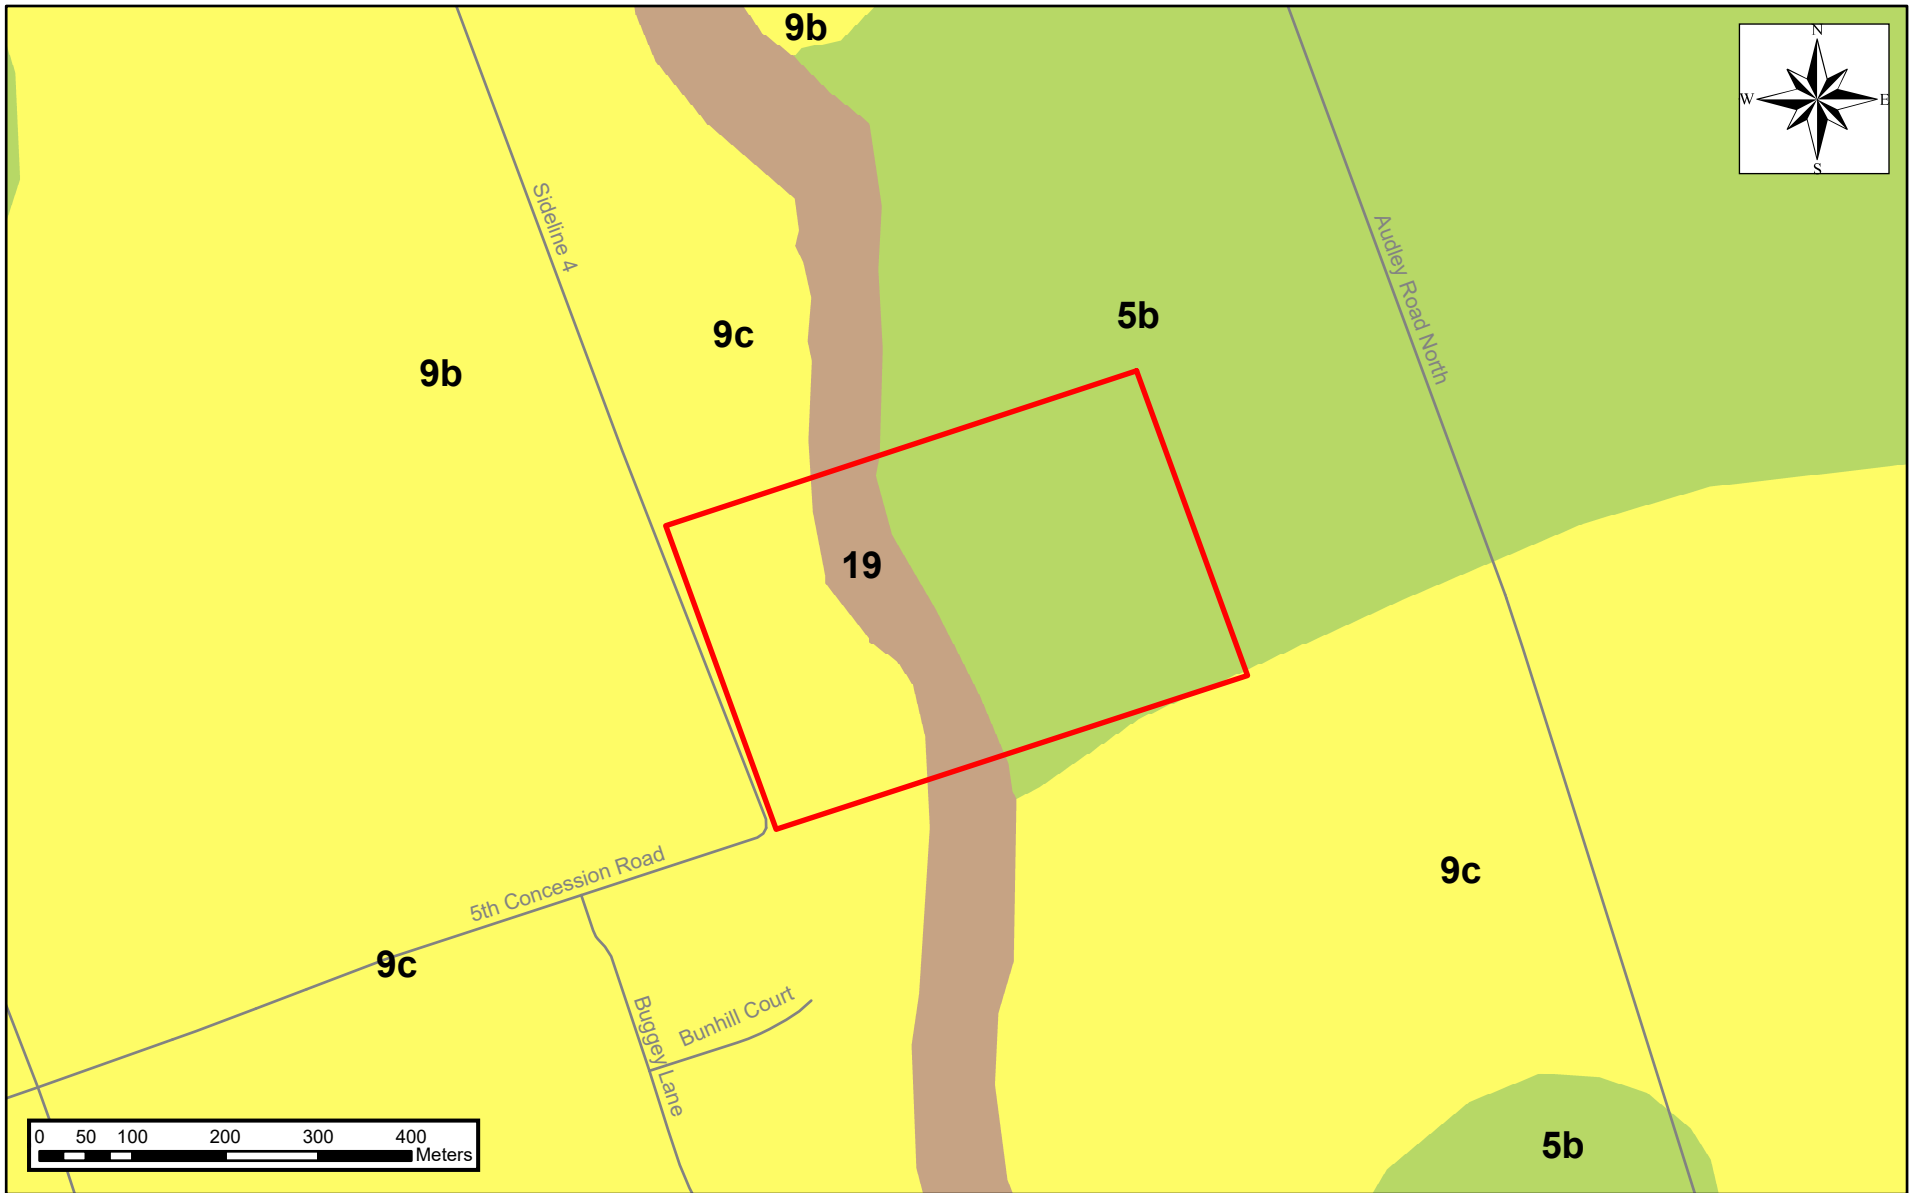 9b
N
W
E
S
Sideline 4
Audley Road North
5b
9c
9b
19
9c
5th Concession Road
9c
Buggey Lane
Bunhill Court
5b
0 50 100 200 300 400
Meters